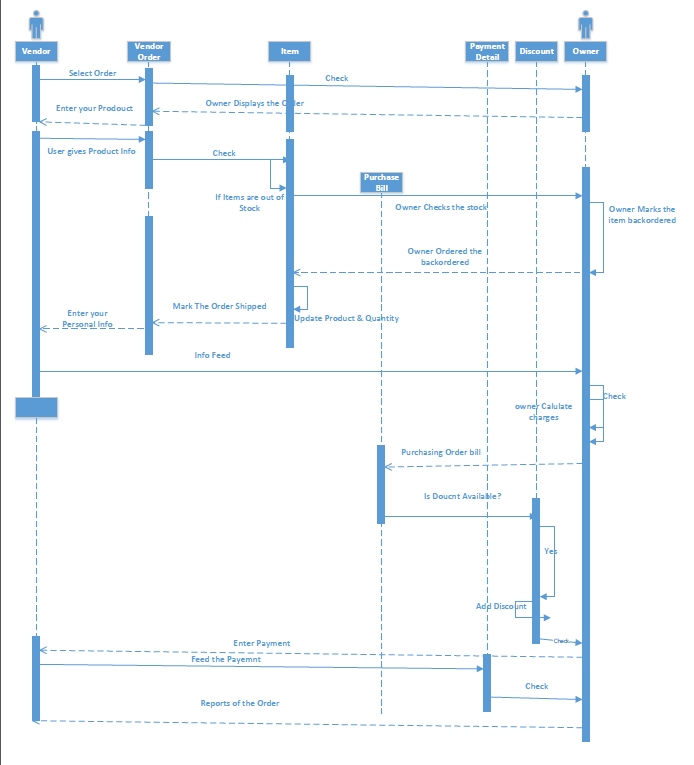 Vendor
Vendor
Order
Item
Payment
Detail
Discount
Owner
Select Order
Check
Owner Displays the Order
Enter your Prodouct
User gives Product Info
Check
Purchase
Bill
If Items are out of
Stock
Owner Checks the stock
Owner Marks the
item backordered
Owner Ordered the
backordered
Mark The Order Shipped
Enter your
Personal Info
Update Product & Quantity
Info Feed
Check
owner Calulate
charges
Purchasing Order bill
Is Doucnt Available?
Yes
Add Discount
Check
Enter Payment
Feed the Payemnt
Check
Reports of the Order